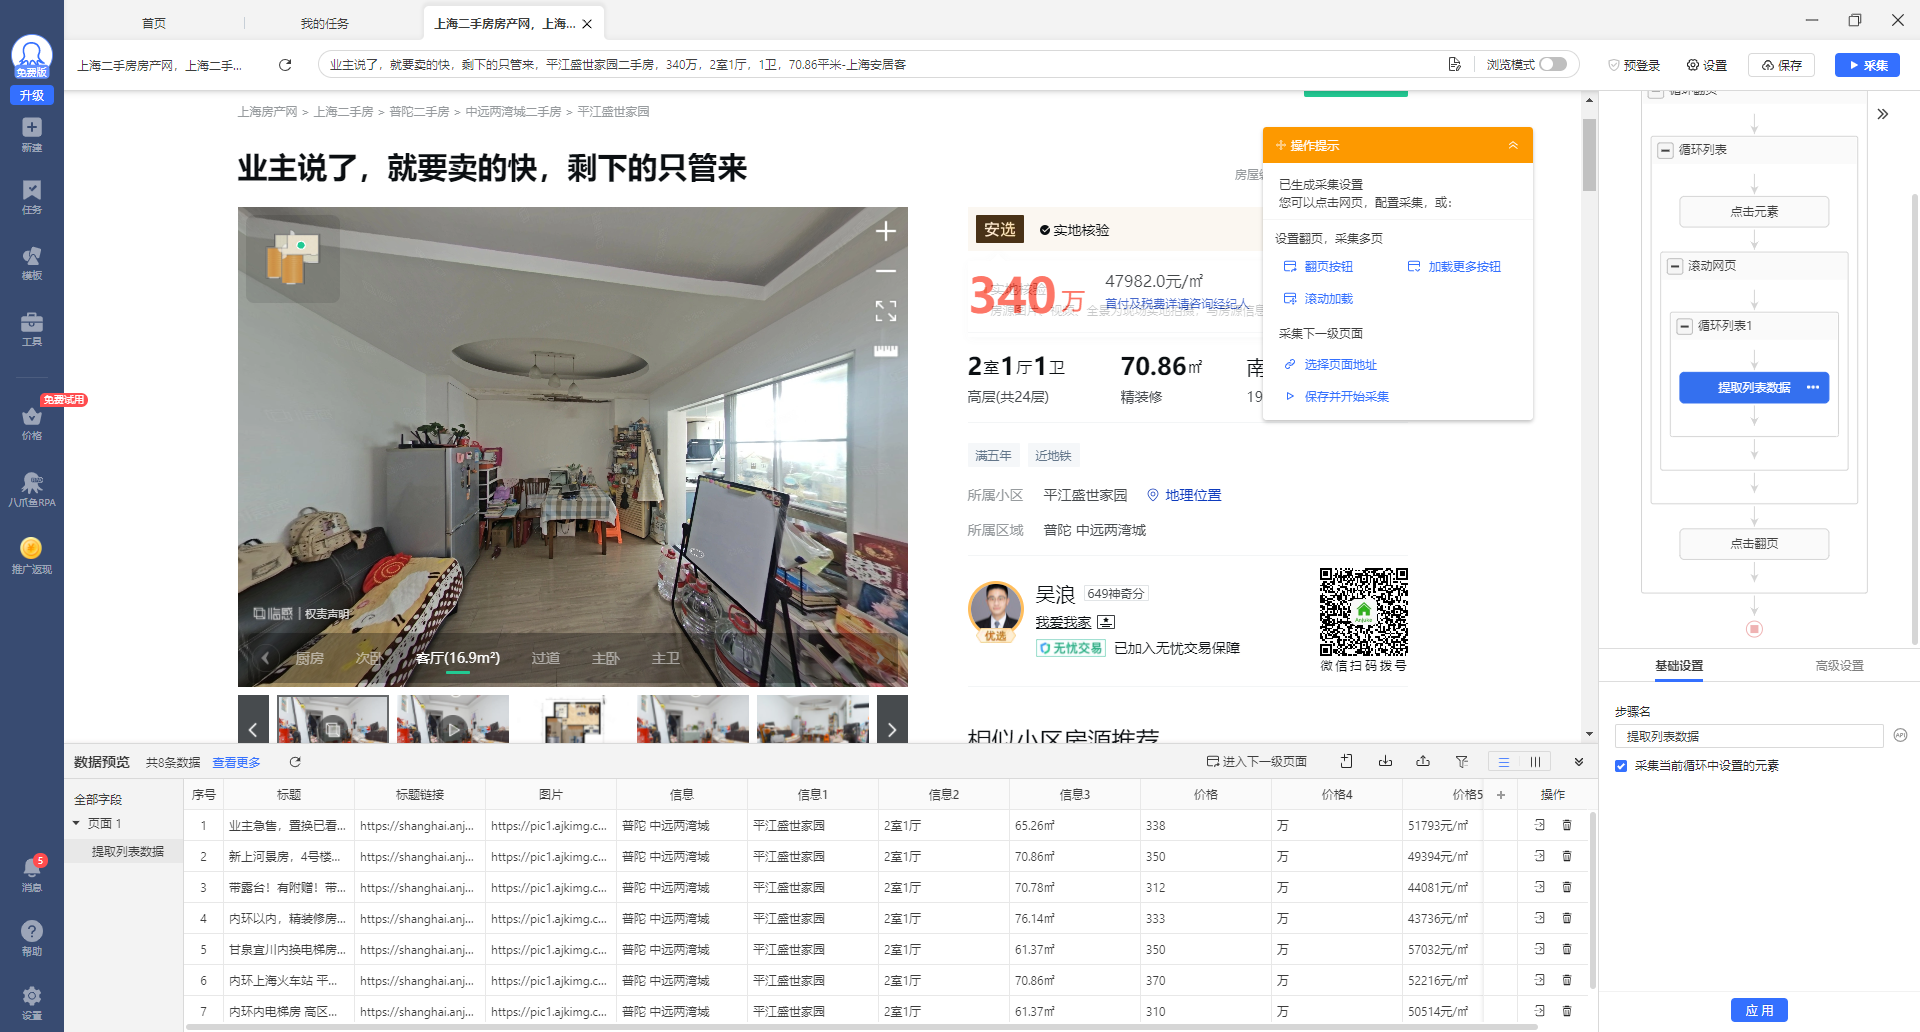 首页
我的任务
上海二手房房产网，上海...
免费版
升级
新建
任务
模板
工具
免费试用
价格
八爪鱼RPA
推广返现
5
消息
帮助
设置
上海二手房房产网，上海二手...
业主说了，就要卖的快，剩下的只管来，平江盛世家园二手房，340万，2室1厅，1卫，70.86平米-上海安居客
浏览模式
预登录
设置
保存
采集
上海房产网 > 上海二手房 > 普陀二手房 > 中远两湾城二手房 > 平江盛世家园
业主说了，就要卖的快，剩下的只管来
临感 | 权责声明
厨房 次卧 客厅(16.9m²) 过道 主卧 主卫
安选
实地核验
340万
47982.0元/㎡
首付及税费详请咨询经纪人
2室1厅1卫
70.86㎡
南
高层(共24层)
精装修
19
满五年
近地铁
所属小区 平江盛世家园 地理位置
所属区域 普陀 中远两湾城
优选
吴浪
649神奇分
我爱我家
无忧交易
已加入无忧交易保障
微信扫码拨号
相似小区房源推荐
操作提示
已生成采集设置
您可以点击网页，配置采集，或：
设置翻页，采集多页
翻页按钮
加载更多按钮
滚动加载
采集下一级页面
选择页面地址
保存并开始采集
循环翻页
循环列表
点击元素
滚动网页
循环列表1
提取列表数据
点击翻页
基础设置
高级设置
步骤名
提取列表数据
API
采集当前循环中设置的元素
应 用
数据预览 共8条数据 查看更多
进入下一级页面
全部字段
页面 1
提取列表数据
序号 标题 标题链接 图片 信息 信息1 信息2 信息3 价格 价格4 价格5 操作
1 业主急售，置换已看... https://shanghai.anj... https://pic1.ajkimg.c... 普陀 中远两湾城 平江盛世家园 2室1厅 65.26㎡ 338 万 51793元/㎡
2 新上河景房，4号楼... https://shanghai.anj... https://pic1.ajkimg.c... 普陀 中远两湾城 平江盛世家园 2室1厅 70.86㎡ 350 万 49394元/㎡
3 带露台！有附赠！带... https://shanghai.anj... https://pic1.ajkimg.c... 普陀 中远两湾城 平江盛世家园 2室1厅 70.78㎡ 312 万 44081元/㎡
4 内环以内，精装修房... https://shanghai.anj... https://pic1.ajkimg.c... 普陀 中远两湾城 平江盛世家园 2室1厅 76.14㎡ 333 万 43736元/㎡
5 甘泉宜川内换电梯房... https://shanghai.anj... https://pic1.ajkimg.c... 普陀 中远两湾城 平江盛世家园 2室1厅 61.37㎡ 350 万 57032元/㎡
6 内环上海火车站 平... https://shanghai.anj... https://pic1.ajkimg.c... 普陀 中远两湾城 平江盛世家园 2室1厅 70.86㎡ 370 万 52216元/㎡
7 内环内电梯房 高区... https://shanghai.anj... https://pic1.ajkimg.c... 普陀 中远两湾城 平江盛世家园 2室1厅 61.37㎡ 310 万 50514元/㎡